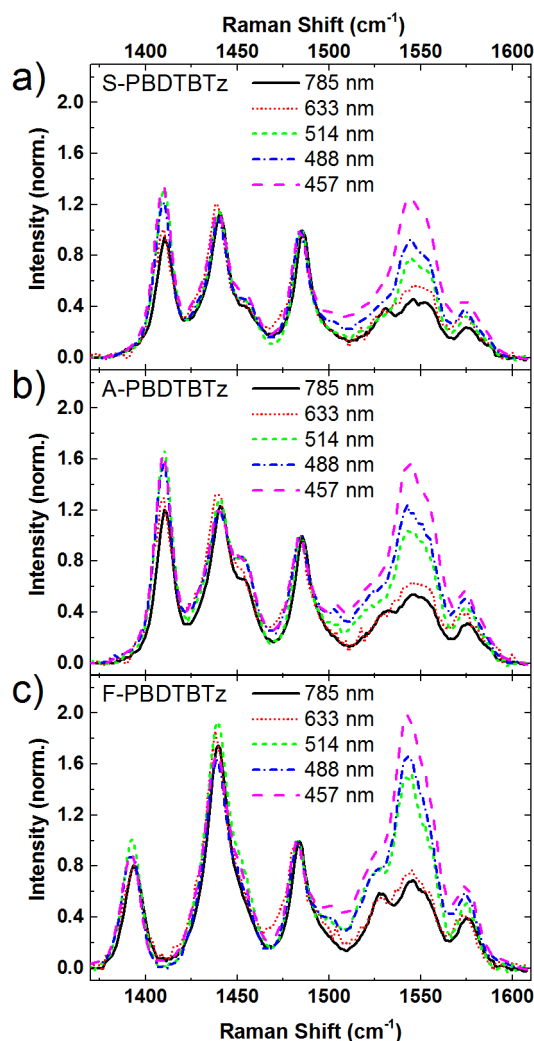 Raman Shift (cm⁻¹)
1400 1450 1500 1550 1600
a) S-PBDTBTz
785 nm
633 nm
514 nm
488 nm
457 nm
Intensity (norm.)
2.0
1.6
1.2
0.8
0.4
0.0
b) A-PBDTBTz
785 nm
633 nm
514 nm
488 nm
457 nm
Intensity (norm.)
2.0
1.6
1.2
0.8
0.4
0.0
c) F-PBDTBTz
785 nm
633 nm
514 nm
488 nm
457 nm
Intensity (norm.)
2.0
1.6
1.2
0.8
0.4
0.0
1400 1450 1500 1550 1600
Raman Shift (cm⁻¹)